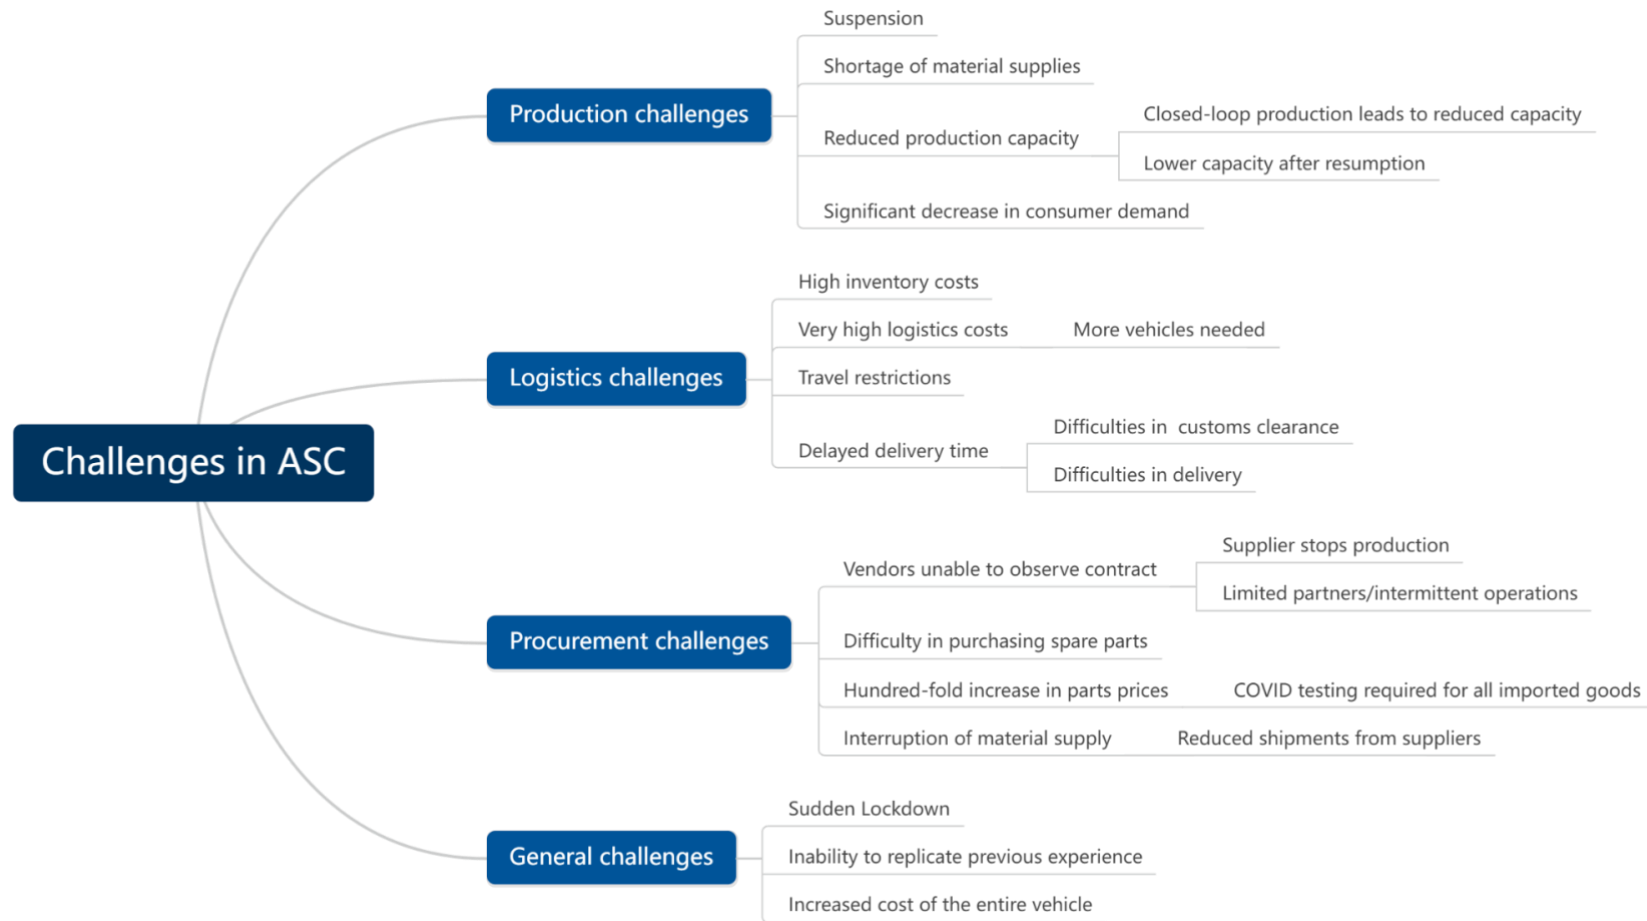 Challenges in ASC
Production challenges
Suspension
Shortage of material supplies
Reduced production capacity
Closed-loop production leads to reduced capacity
Lower capacity after resumption
Significant decrease in consumer demand
Logistics challenges
High inventory costs
Very high logistics costs
More vehicles needed
Travel restrictions
Delayed delivery time
Difficulties in  customs clearance
Difficulties in delivery
Procurement challenges
Vendors unable to observe contract
Supplier stops production
Limited partners/intermittent operations
Difficulty in purchasing spare parts
Hundred-fold increase in parts prices
COVID testing required for all imported goods
Interruption of material supply
Reduced shipments from suppliers
General challenges
Sudden Lockdown
Inability to replicate previous experience
Increased cost of the entire vehicle